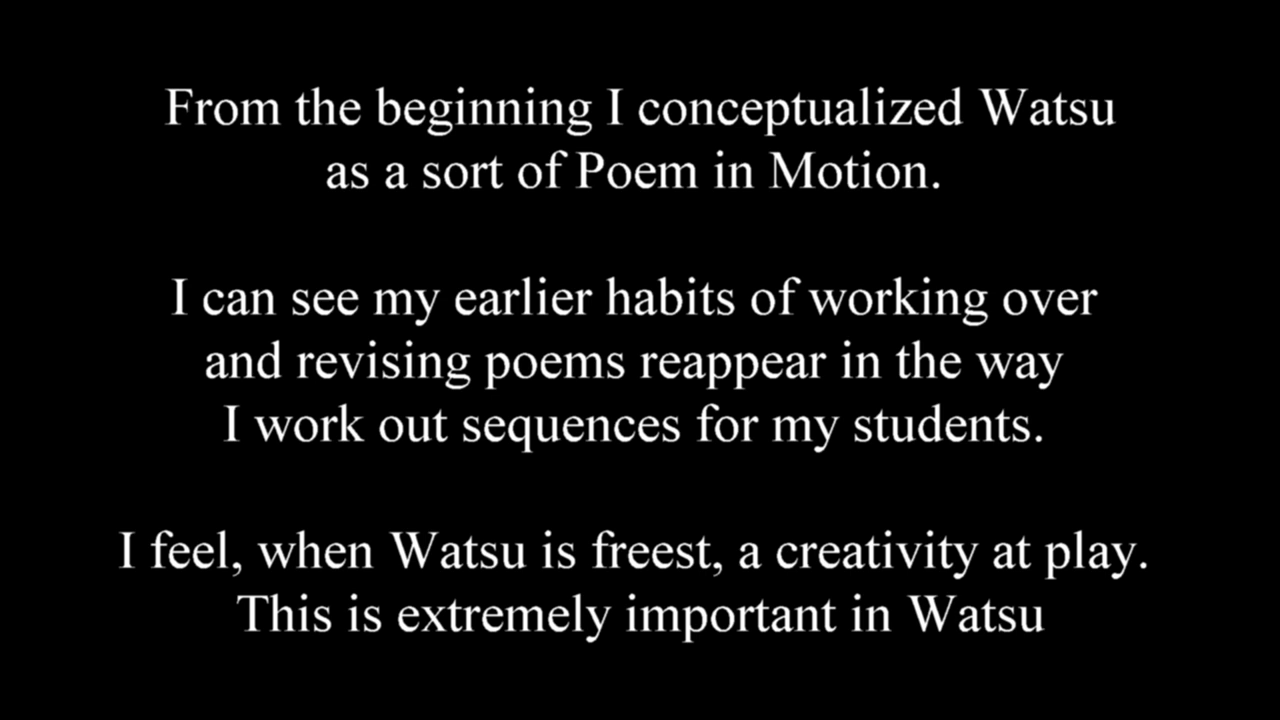 From the beginning I conceptualized Watsu
as a sort of Poem in Motion.
I can see my earlier habits of working over
and revising poems reappear in the way
I work out sequences for my students.
I feel, when Watsu is freest, a creativity at play.
This is extremely important in Watsu